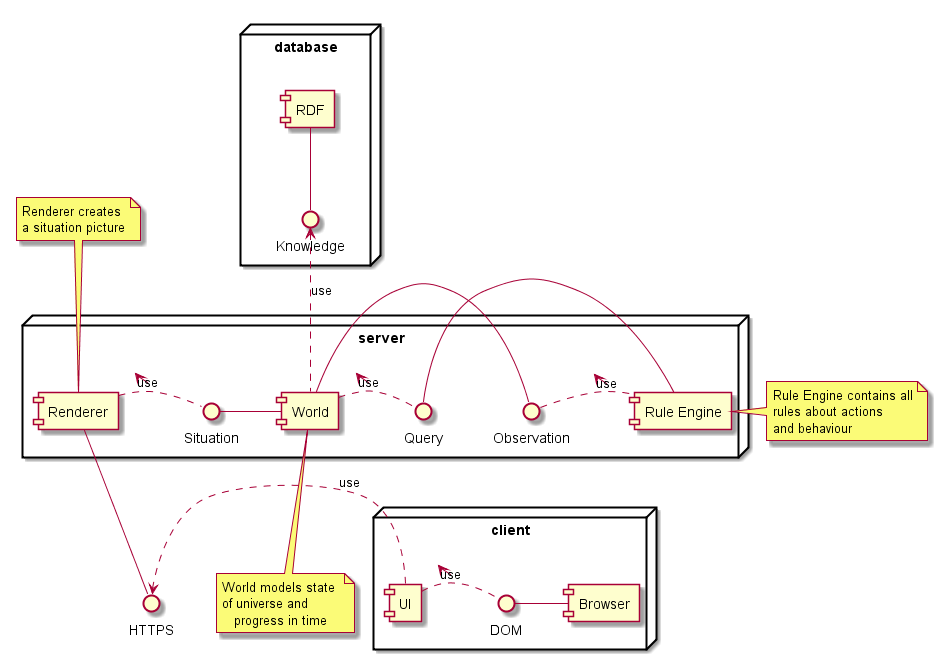 database
RDF
Knowledge
Renderer creates
a situation picture
use
server
use
use
use
Renderer
World
Rule Engine
Situation
Query
Observation
Rule Engine contains all
rules about actions
and behaviour
use
client
use
World models state
of universe and
progress in time
UI
Browser
HTTPS
DOM